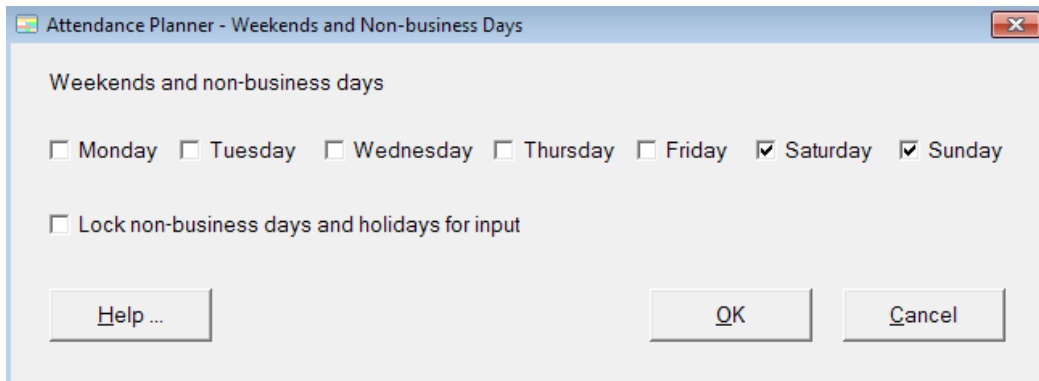 Attendance Planner - Weekends and Non-business Days
Weekends and non-business days
Monday Tuesday Wednesday Thursday Friday Saturday Sunday
Lock non-business days and holidays for input
Help ... OK Cancel